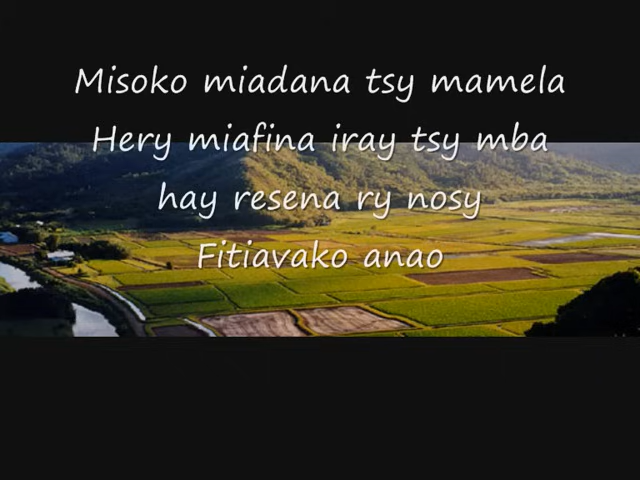 Misoko miadana tsy mamela
Hery miafina iray tsy mba
hay resena ry nosy
Fitiavako anao